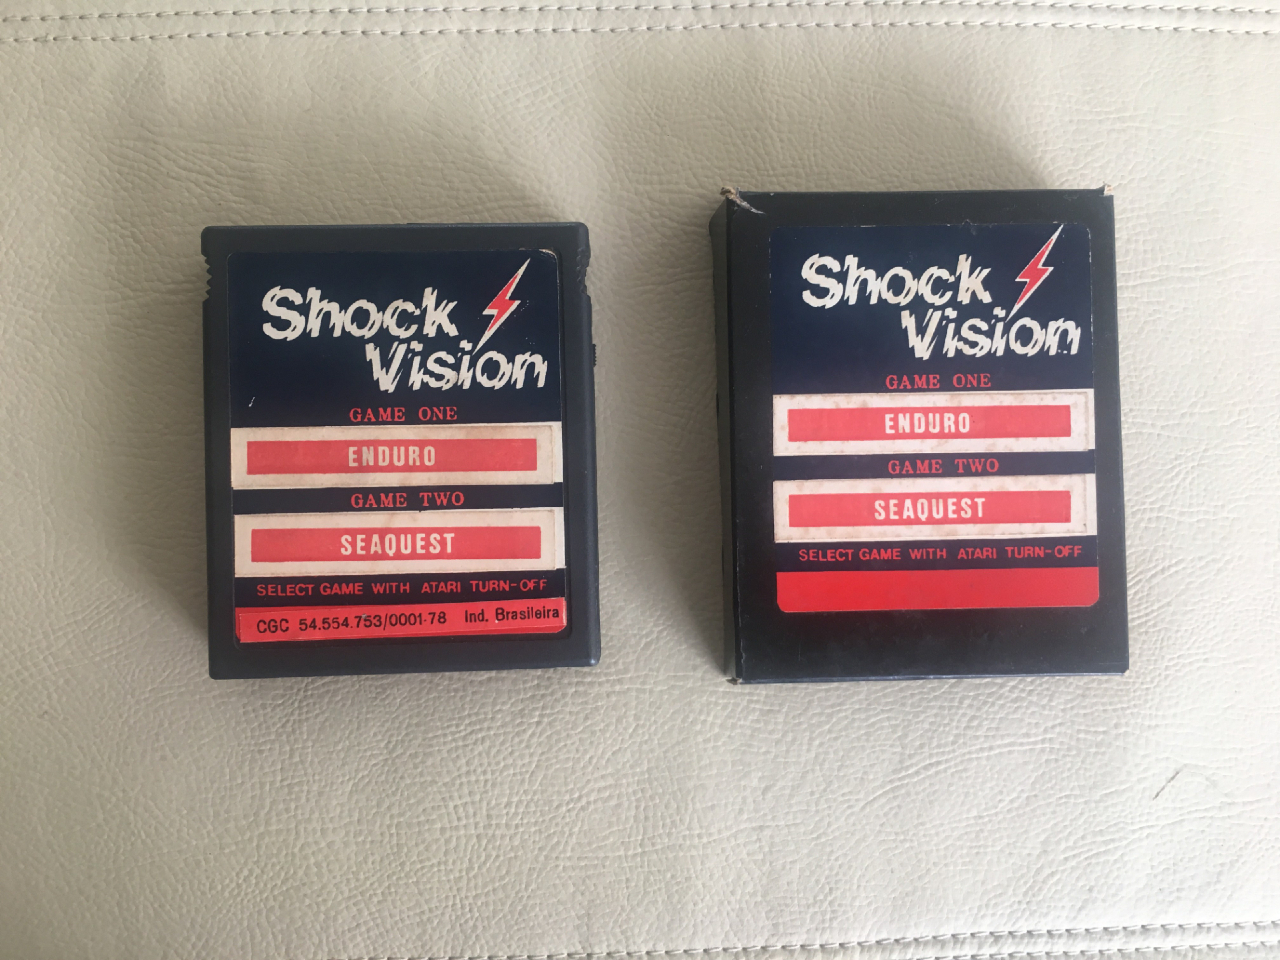 Shock
Vision
GAME ONE
ENDURO
GAME TWO
SEAQUEST
SELECT GAME WITH ATARI TURN-OFF
CGC 54.554.753/0001-78 Ind. Brasileira
Shock
Vision
GAME ONE
ENDURO
GAME TWO
SEAQUEST
SELECT GAME WITH ATARI TURN-OFF